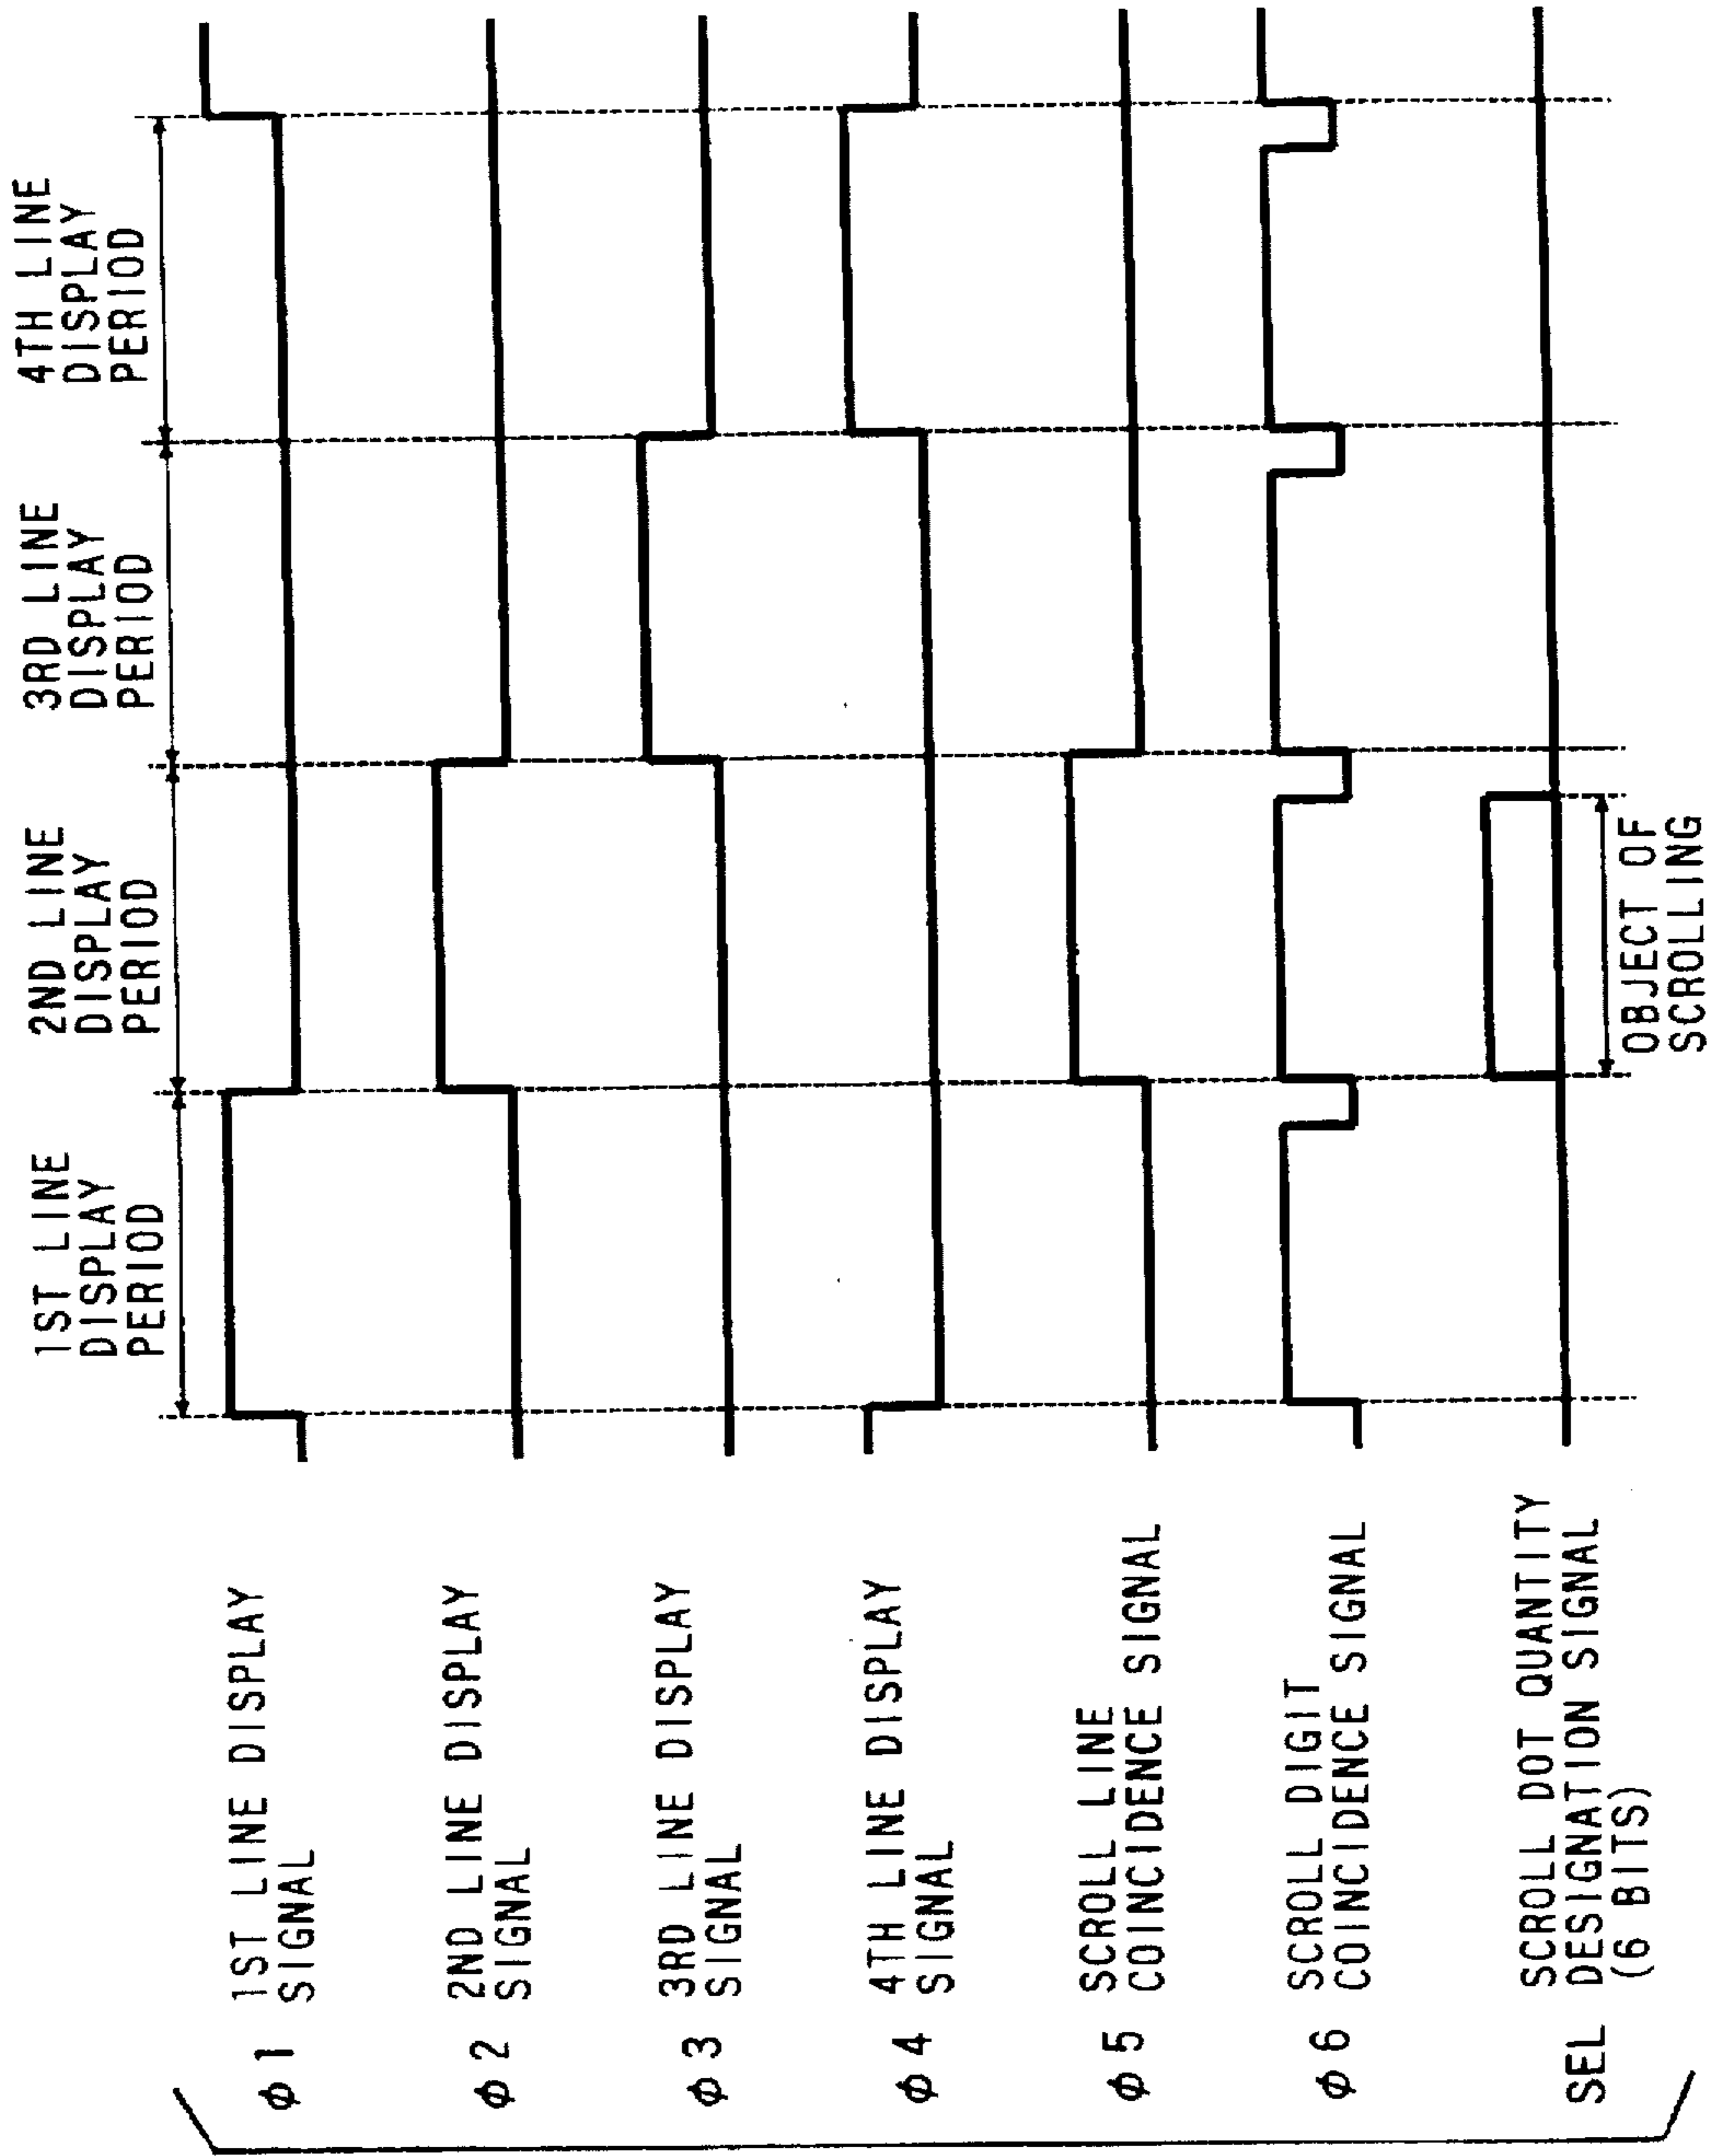 1ST LINE
DISPLAY
PERIOD
2ND LINE
DISPLAY
PERIOD
3RD LINE
DISPLAY
PERIOD
4TH LINE
DISPLAY
PERIOD
φ1 1ST LINE DISPLAY
SIGNAL
φ2 2ND LINE DISPLAY
SIGNAL
φ3 3RD LINE DISPLAY
SIGNAL
φ4 4TH LINE DISPLAY
SIGNAL
φ5 SCROLL LINE
COINCIDENCE SIGNAL
φ6 SCROLL DIGIT
COINCIDENCE SIGNAL
SCROLL DOT QUANTITY
SEL DESIGNATION SIGNAL
(6 BITS)
OBJECT OF
SCROLLING